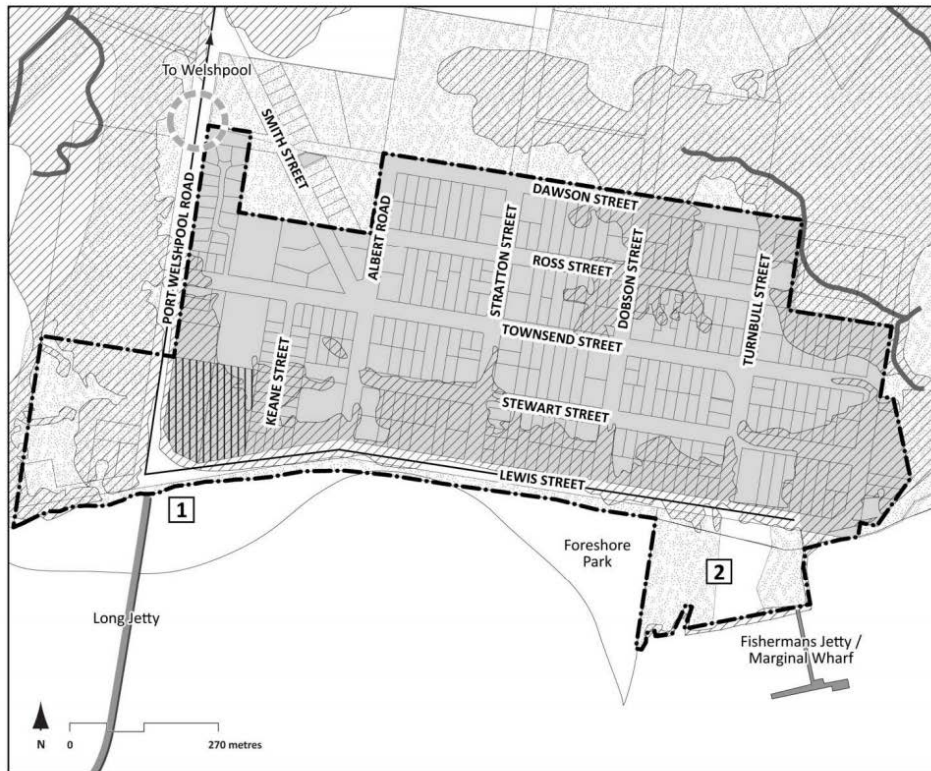 To Welshpool
SMITH STREET
PORT WELSHPOOL ROAD
ALBERT ROAD
DAWSON STREET
STRATTON STREET
ROSS STREET
DOBSON STREET
TURNBULL STREET
TOWNSEND STREET
KEANE STREET
STEWART STREET
LEWIS STREET
1
Foreshore
Park
2
Long Jetty
Fishermans Jetty /
Marginal Wharf
N
0
270 metres